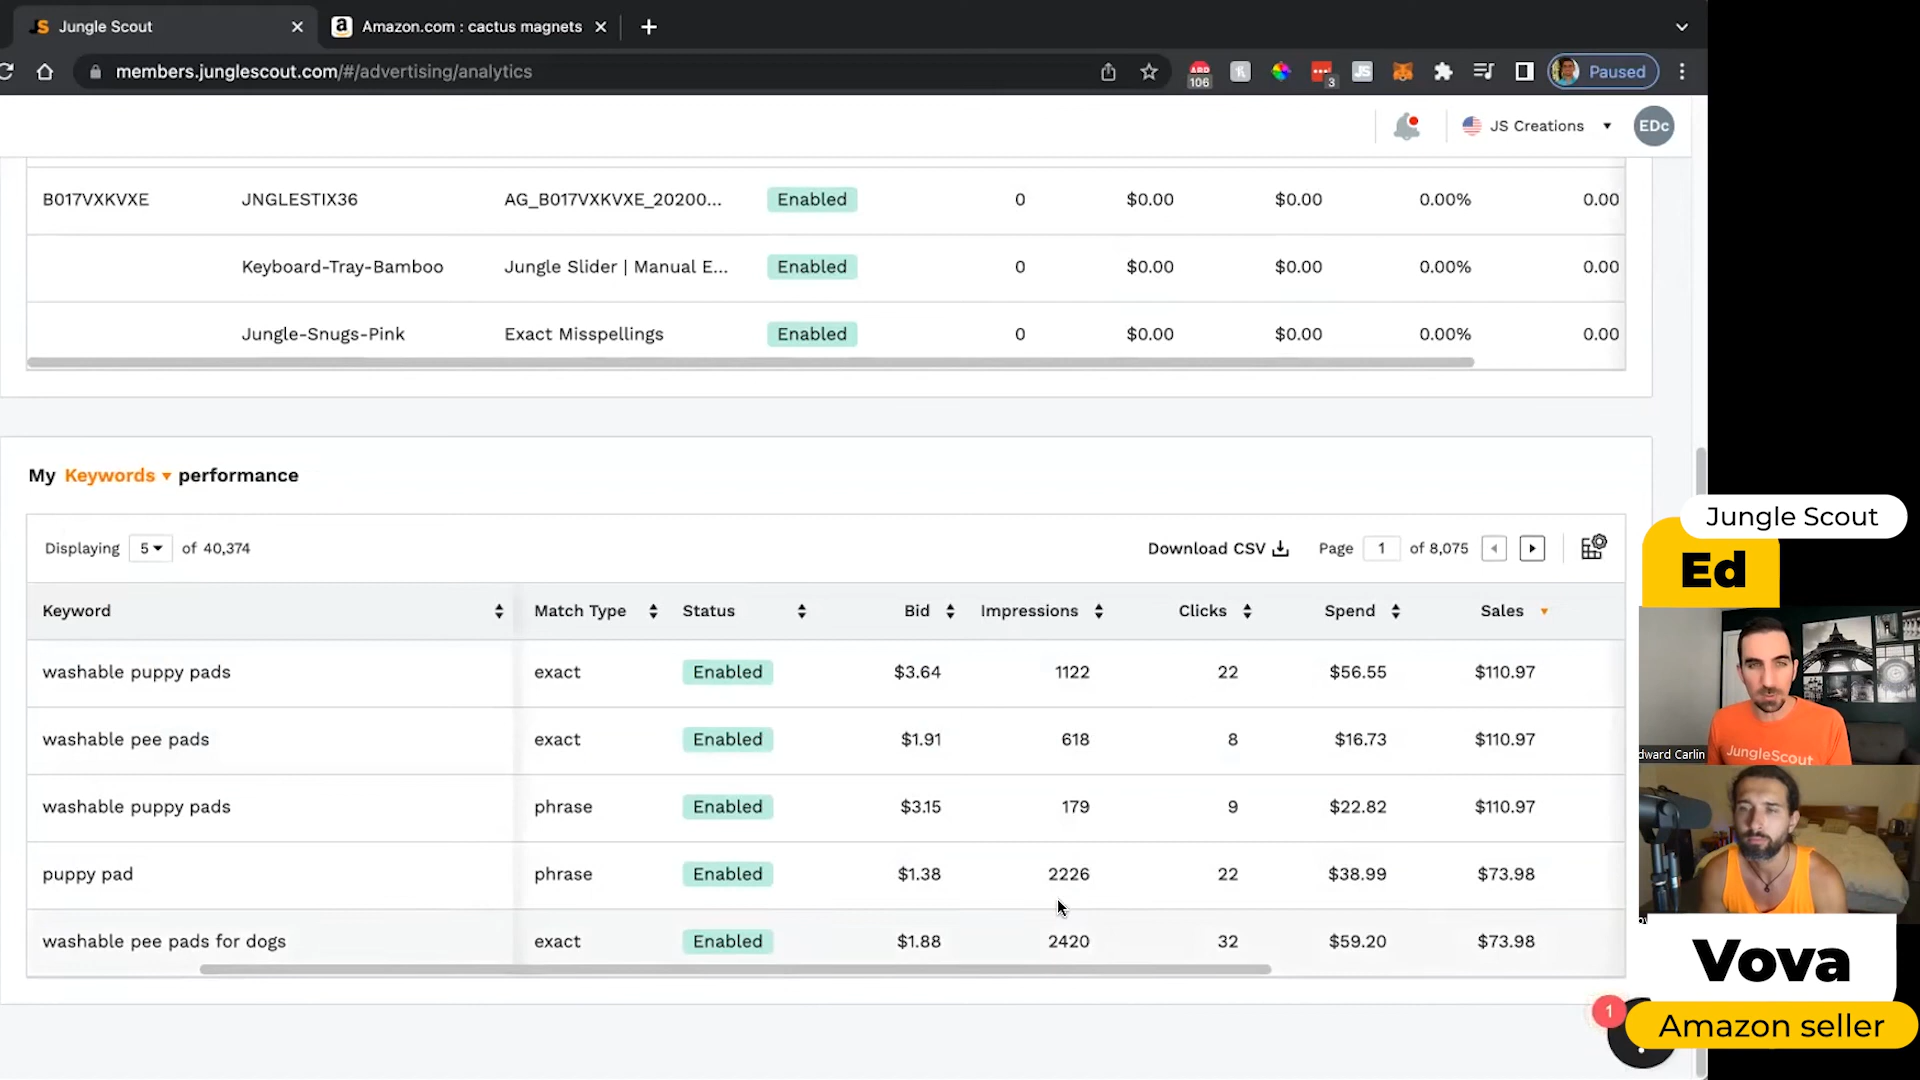 Jungle Scout
Amazon.com : cactus magnets
members.junglescout.com/#/advertising/analytics
106
3
JS
Paused
JS Creations
EDc
B017VXKVXE JNGLESTIX36 AG_B017VXKVXE_20200... Enabled 0 $0.00 $0.00 0.00% 0.00
Keyboard-Tray-Bamboo Jungle Slider | Manual E... Enabled 0 $0.00 $0.00 0.00% 0.00
Jungle-Snugs-Pink Exact Misspellings Enabled 0 $0.00 $0.00 0.00% 0.00
My Keywords performance
Displaying 5 of 40,374 Download CSV Page 1 of 8,075
Keyword Match Type Status Bid Impressions Clicks Spend Sales
washable puppy pads exact Enabled $3.64 1122 22 $56.55 $110.97
washable pee pads exact Enabled $1.91 618 8 $16.73 $110.97
washable puppy pads phrase Enabled $3.15 179 9 $22.82 $110.97
puppy pad phrase Enabled $1.38 2226 22 $38.99 $73.98
washable pee pads for dogs exact Enabled $1.88 2420 32 $59.20 $73.98
Jungle Scout
Ed
dward Carlin
JungleScout
Vova
1
Amazon seller